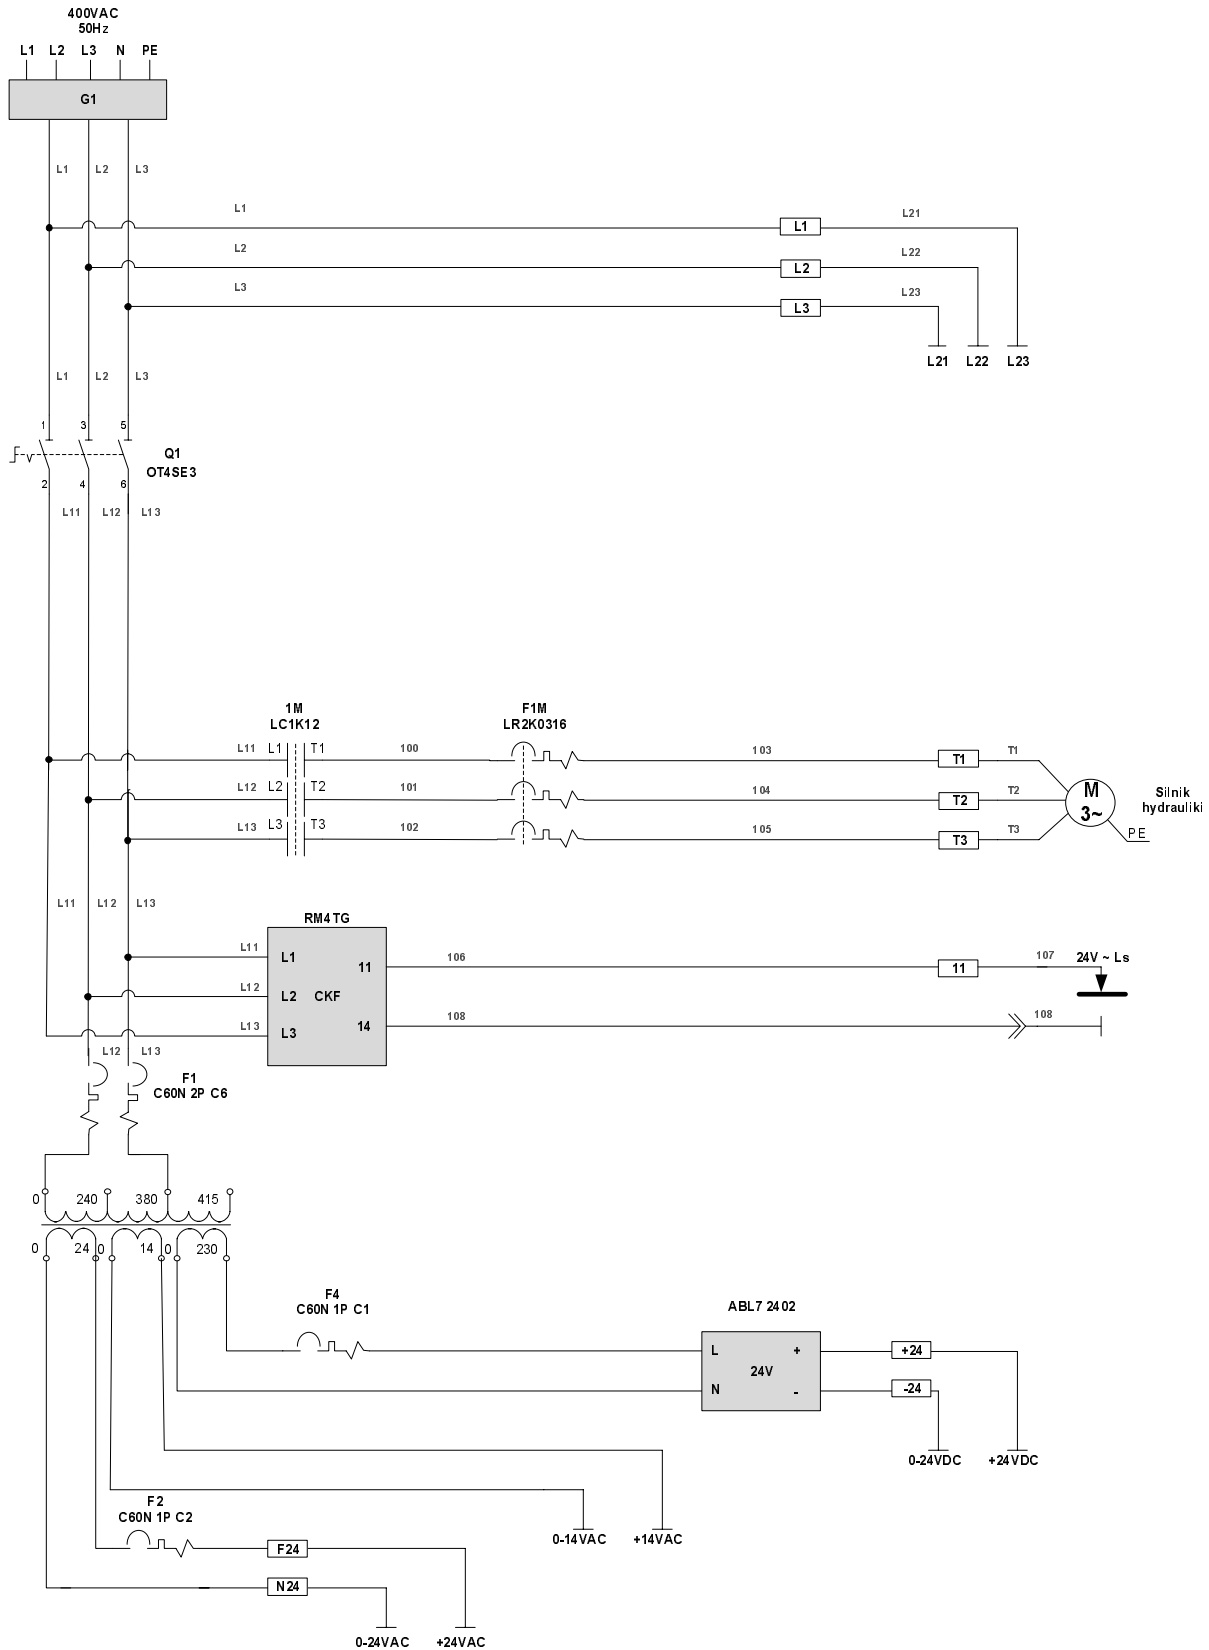 400VAC
50Hz
L1 L2 L3 N PE
G1
L1 L2 L3
L1 L1 L21
L2 L2 L22
L3 L3 L23
L21 L22 L23
L1 L2 L3
1 3 5
Q1
OT4SE3
2 4 6
L11 L12 L13
1M
LC1K12
F1M
LR2K0316
L11 L1 T1 100 103 T1 T1
L12 L2 T2 101 104 T2 T2
L13 L3 T3 102 105 T3 T3
M
3~
PE
Silnik
hydrauliki
L11 L12 L13
RM4TG
L11 L1 11 106 11 107 24V ~ Ls
L12 L2 CKF
L13 L3 14 108 108
L12 L13
F1
C60N 2P C6
0 240 380 415
0 24 0 14 0 230
F4
C60N 1P C1
ABL7 2402
L + +24
24V
N - -24
0-24VDC +24VDC
F2
C60N 1P C2
0-14VAC +14VAC
F24
N24
0-24VAC +24VAC